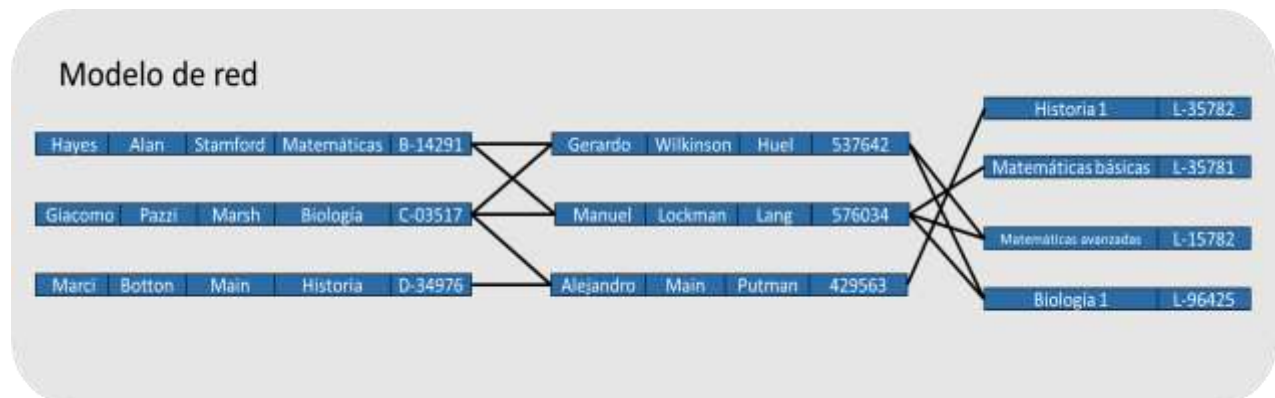 Modelo de red
Hayes Alan Stamford Matemáticas B-14291
Giacomo Pazzi Marsh Biología C-03517
Marci Botton Main Historia D-34976
Gerardo Wilkinson Huel 537642
Manuel Lockman Lang 576034
Alejandro Main Putman 429563
Historia 1 L-35782
Matemáticas básicas L-35781
Matemáticas avanzadas L-15782
Biología 1 L-96425